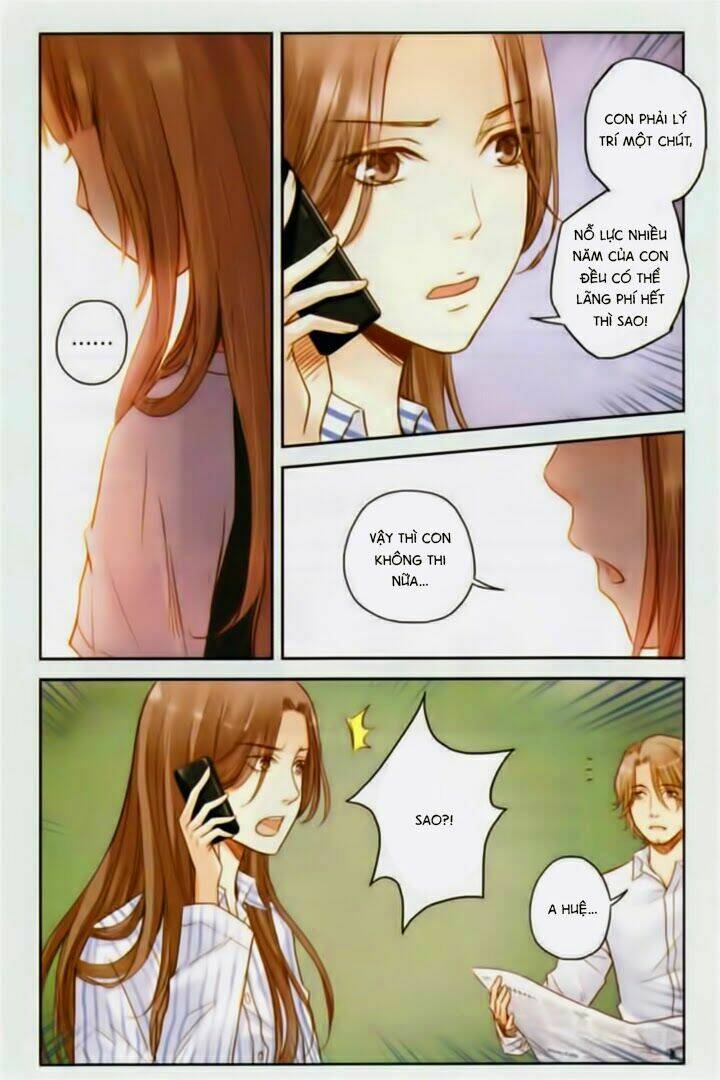 CON PHẢI LÝ
TRÍ MỘT CHÚT,
NỖ LỰC NHIỀU
NĂM CỦA CON
ĐỀU CÓ THỂ
LÃNG PHÍ HẾT
THÌ SAO!
......
VẬY THÌ CON
KHÔNG THI
NỮA...
SAO?!
A HUỆ...